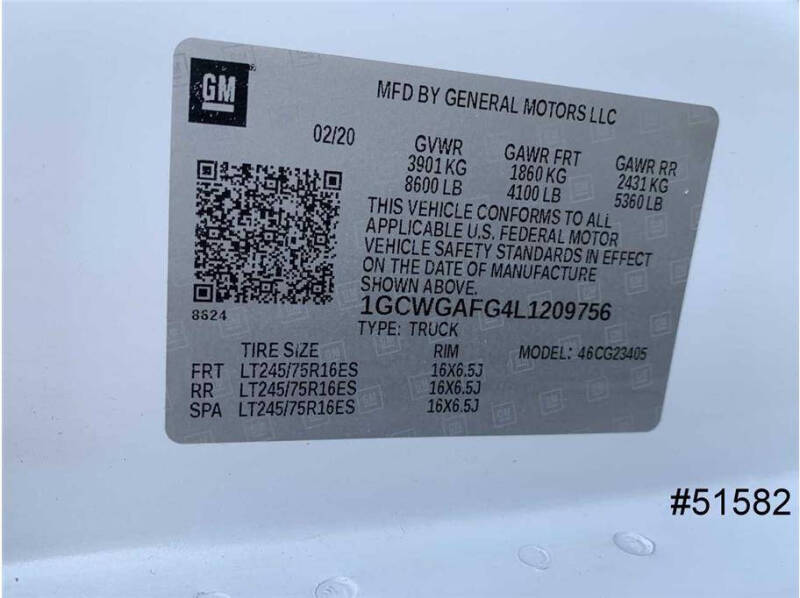 GM
MFD BY GENERAL MOTORS LLC
02/20
GVWR GAWR FRT GAWR RR
3901 KG 1860 KG 2431 KG
8600 LB 4100 LB 5360 LB
THIS VEHICLE CONFORMS TO ALL
APPLICABLE U.S. FEDERAL MOTOR
VEHICLE SAFETY STANDARDS IN EFFECT
ON THE DATE OF MANUFACTURE
SHOWN ABOVE.
8624
1GCWGAFG4L1209756
TYPE: TRUCK
TIRE SIZE RIM MODEL: 46CG23405
FRT LT245/75R16ES 16X6.5J
RR LT245/75R16ES 16X6.5J
SPA LT245/75R16ES 16X6.5J
#51582